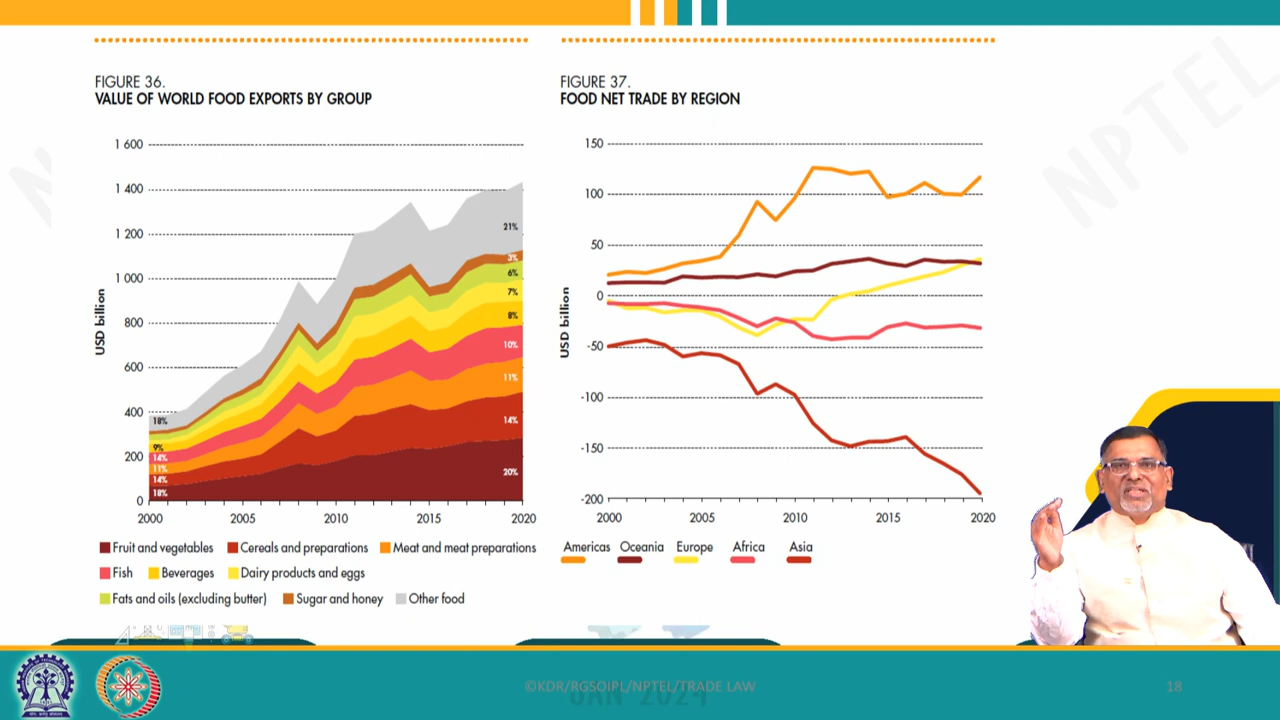 FIGURE 36.
VALUE OF WORLD FOOD EXPORTS BY GROUP
1 600
1 400
1 200
1 000
800
600
400
200
0
USD billion
18%
9%
14%
11%
14%
18%
21%
3%
6%
7%
8%
10%
11%
14%
20%
2000 2005 2010 2015 2020
Fruit and vegetables Cereals and preparations Meat and meat preparations
Fish Beverages Dairy products and eggs
Fats and oils (excluding butter) Sugar and honey Other food
FIGURE 37.
FOOD NET TRADE BY REGION
150
100
50
0
-50
-100
-150
-200
USD billion
2000 2005 2010 2015 2020
Americas Oceania Europe Africa Asia
NPTEL
©KDR/RGSOIPL/NPTEL/TRADE LAW
JAN 2024
18